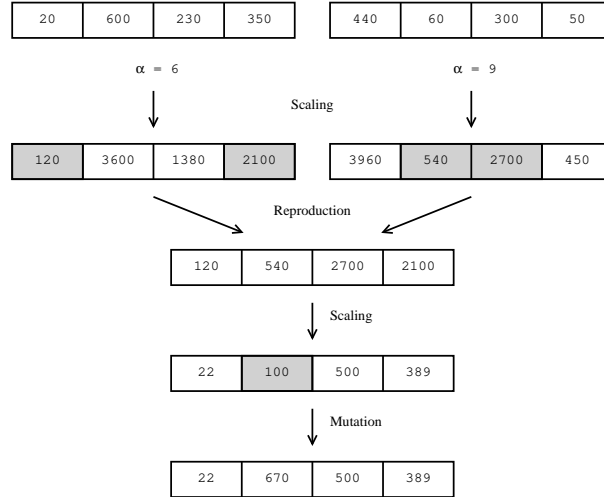 20 600 230 350 440 60 300 50
α = 6 α = 9
Scaling
120 3600 1380 2100 3960 540 2700 450
Reproduction
120 540 2700 2100
Scaling
22 100 500 389
Mutation
22 670 500 389